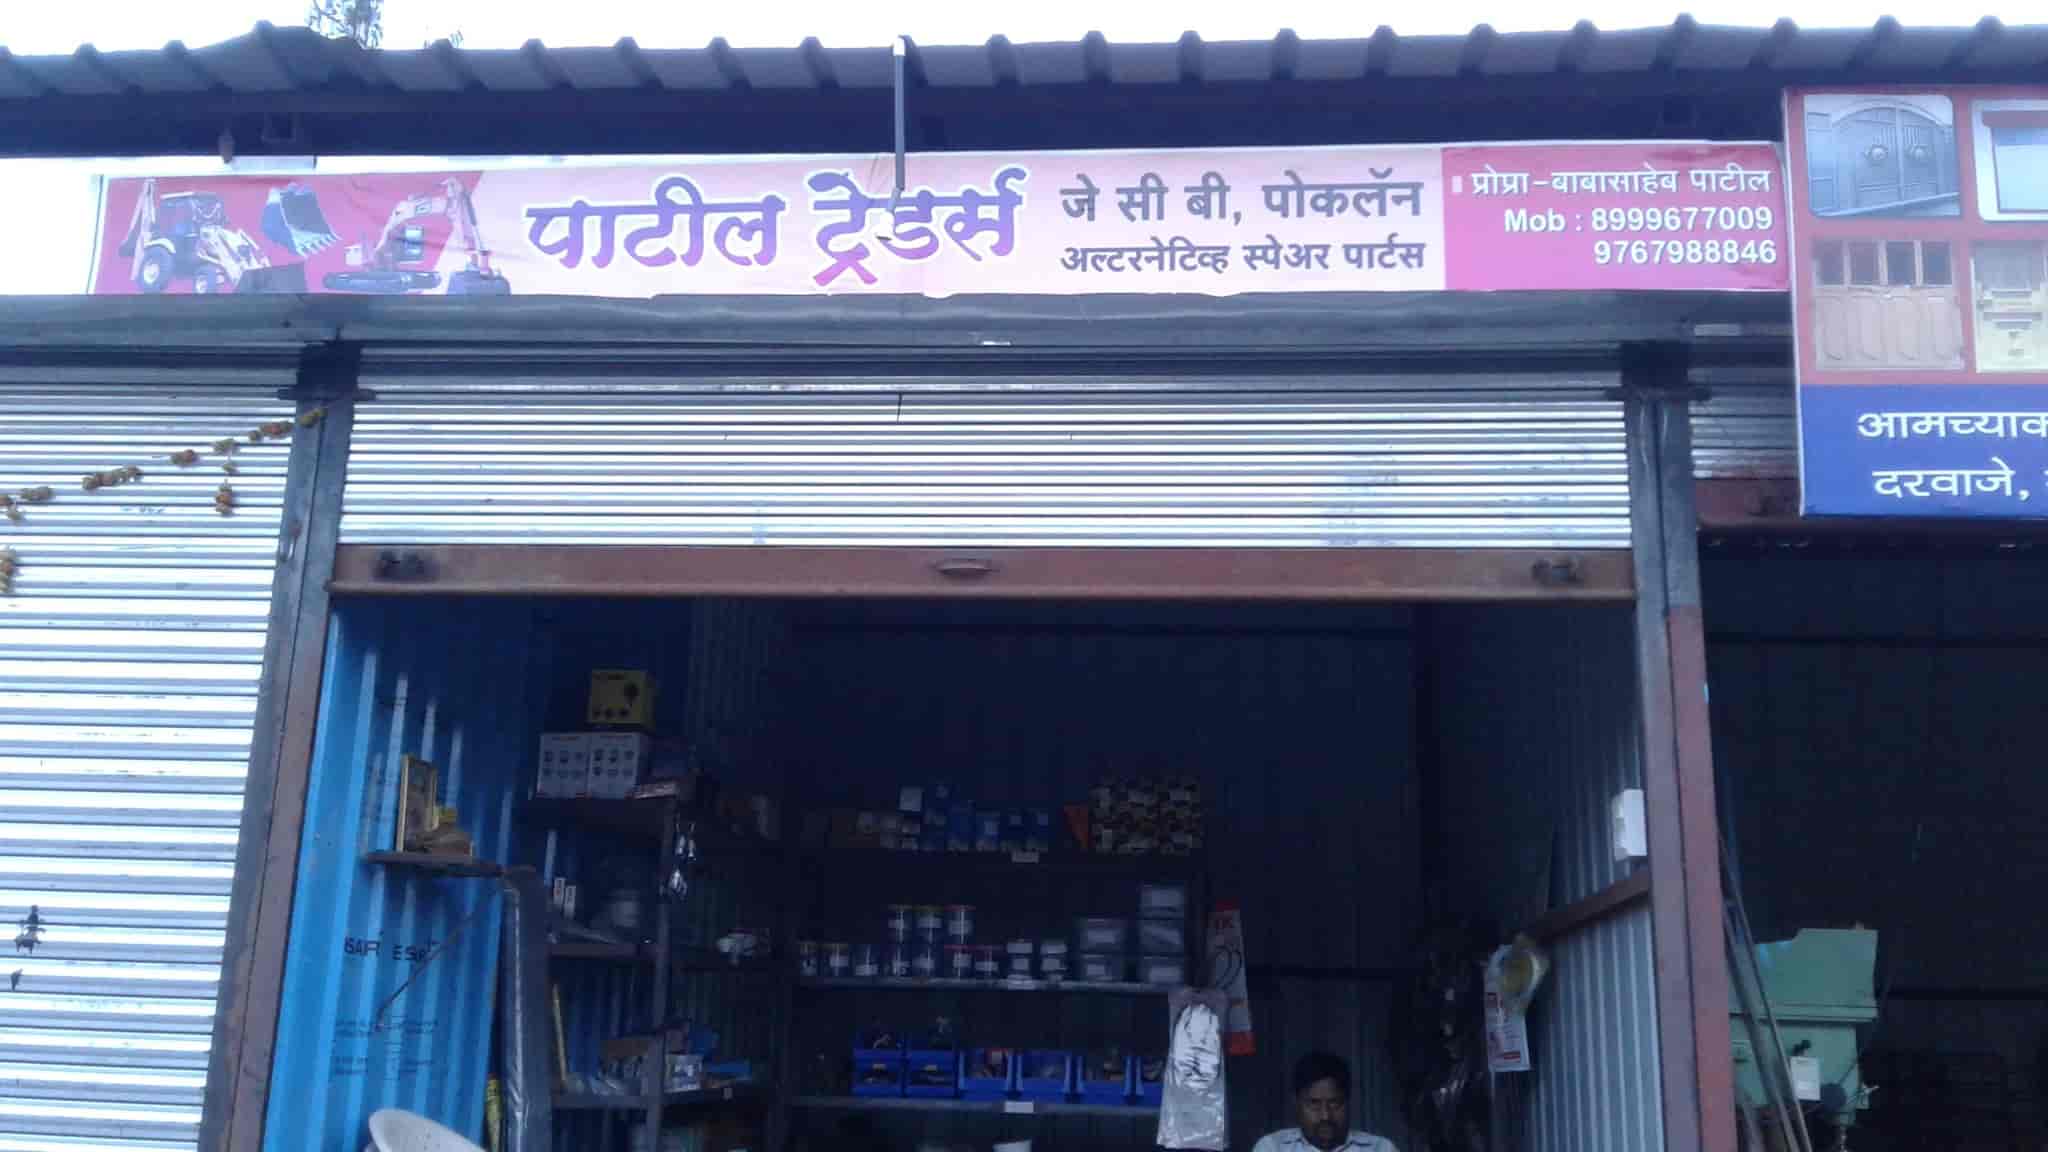 पाटील ट्रेडर्स
जे सी बी, पोकलॅन
अल्टरनेटिव्ह स्पेअर पार्टस
प्रोप्रा-बाबासाहेब पाटील
Mob : 8999677009
9767988846
आमच्याक
दरवाजे,